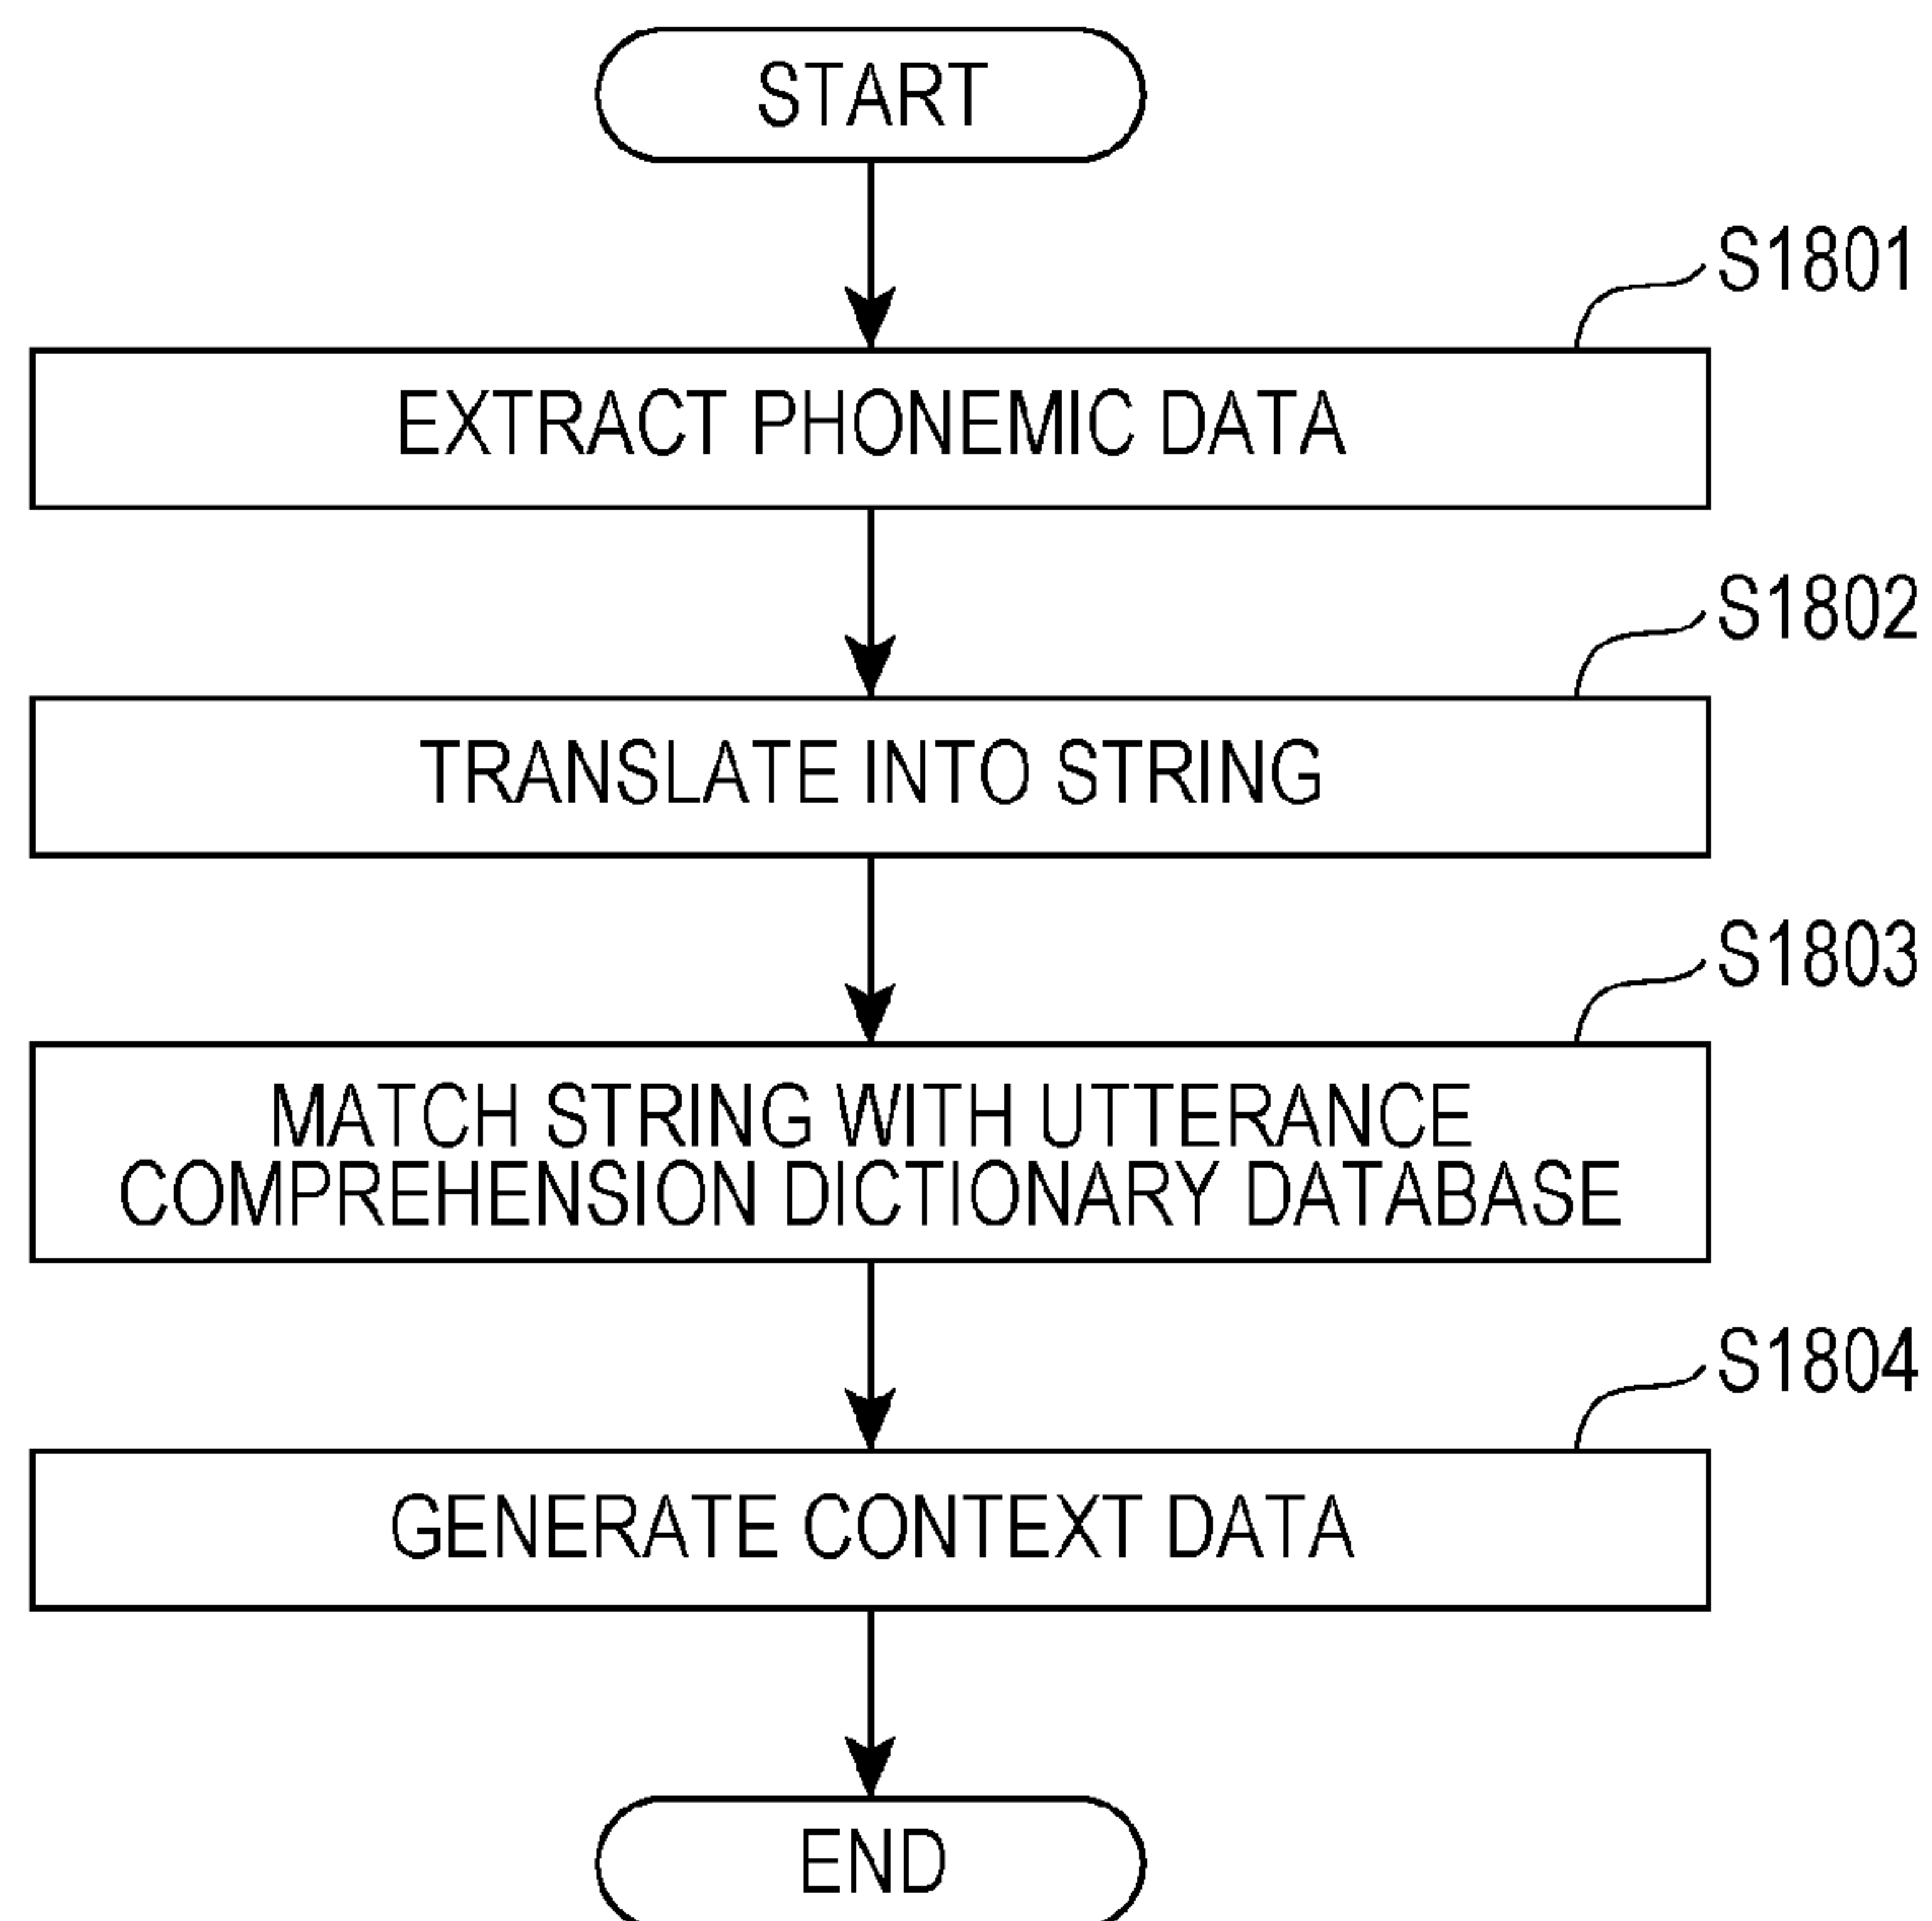 START
S1801
EXTRACT PHONEMIC DATA
S1802
TRANSLATE INTO STRING
S1803
MATCH STRING WITH UTTERANCE
COMPREHENSION DICTIONARY DATABASE
S1804
GENERATE CONTEXT DATA
END